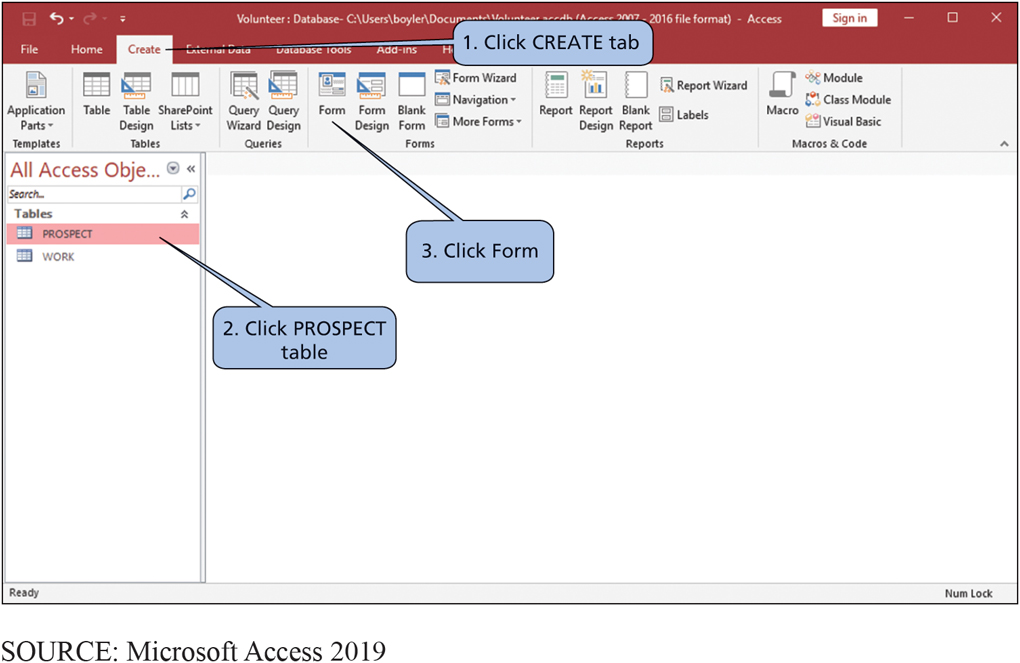 Volunteer : Database- C:\Users\boyler\Documents\Volunteer.accdb (Access 2007 - 2016 file format) - Access
Sign in
File Home Create External Data Database Tools Add-ins
1. Click CREATE tab
Application Parts
Table
Table Design
SharePoint Lists
Query Wizard
Query Design
Form
Form Design
Blank Form
Form Wizard
Navigation
More Forms
Report
Report Design
Blank Report
Report Wizard
Labels
Macro
Module
Class Module
Visual Basic
Templates Tables Queries Forms Reports Macros & Code
All Access Obje...
Search...
Tables
PROSPECT
WORK
3. Click Form
2. Click PROSPECT
table
Ready
Num Lock
SOURCE: Microsoft Access 2019